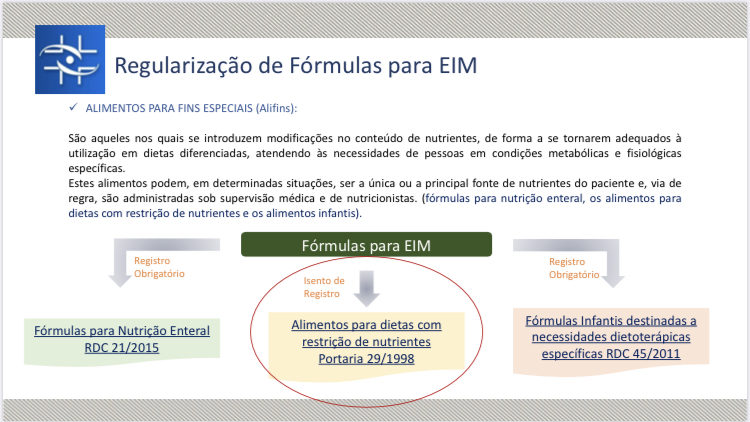 Regularização de Fórmulas para EIM
✓ ALIMENTOS PARA FINS ESPECIAIS (Alifins):
São aqueles nos quais se introduzem modificações no conteúdo de nutrientes, de forma a se tornarem adequados à
utilização em dietas diferenciadas, atendendo às necessidades de pessoas em condições metabólicas e fisiológicas
específicas.
Estes alimentos podem, em determinadas situações, ser a única ou a principal fonte de nutrientes do paciente e, via de
regra, são administradas sob supervisão médica e de nutricionistas. (fórmulas para nutrição enteral, os alimentos para
dietas com restrição de nutrientes e os alimentos infantis).
Fórmulas para EIM
Registro
Obrigatório
Isento de
Registro
Registro
Obrigatório
Fórmulas para Nutrição Enteral
RDC 21/2015
Alimentos para dietas com
restrição de nutrientes
Portaria 29/1998
Fórmulas Infantis destinadas a
necessidades dietoterápicas
específicas RDC 45/2011